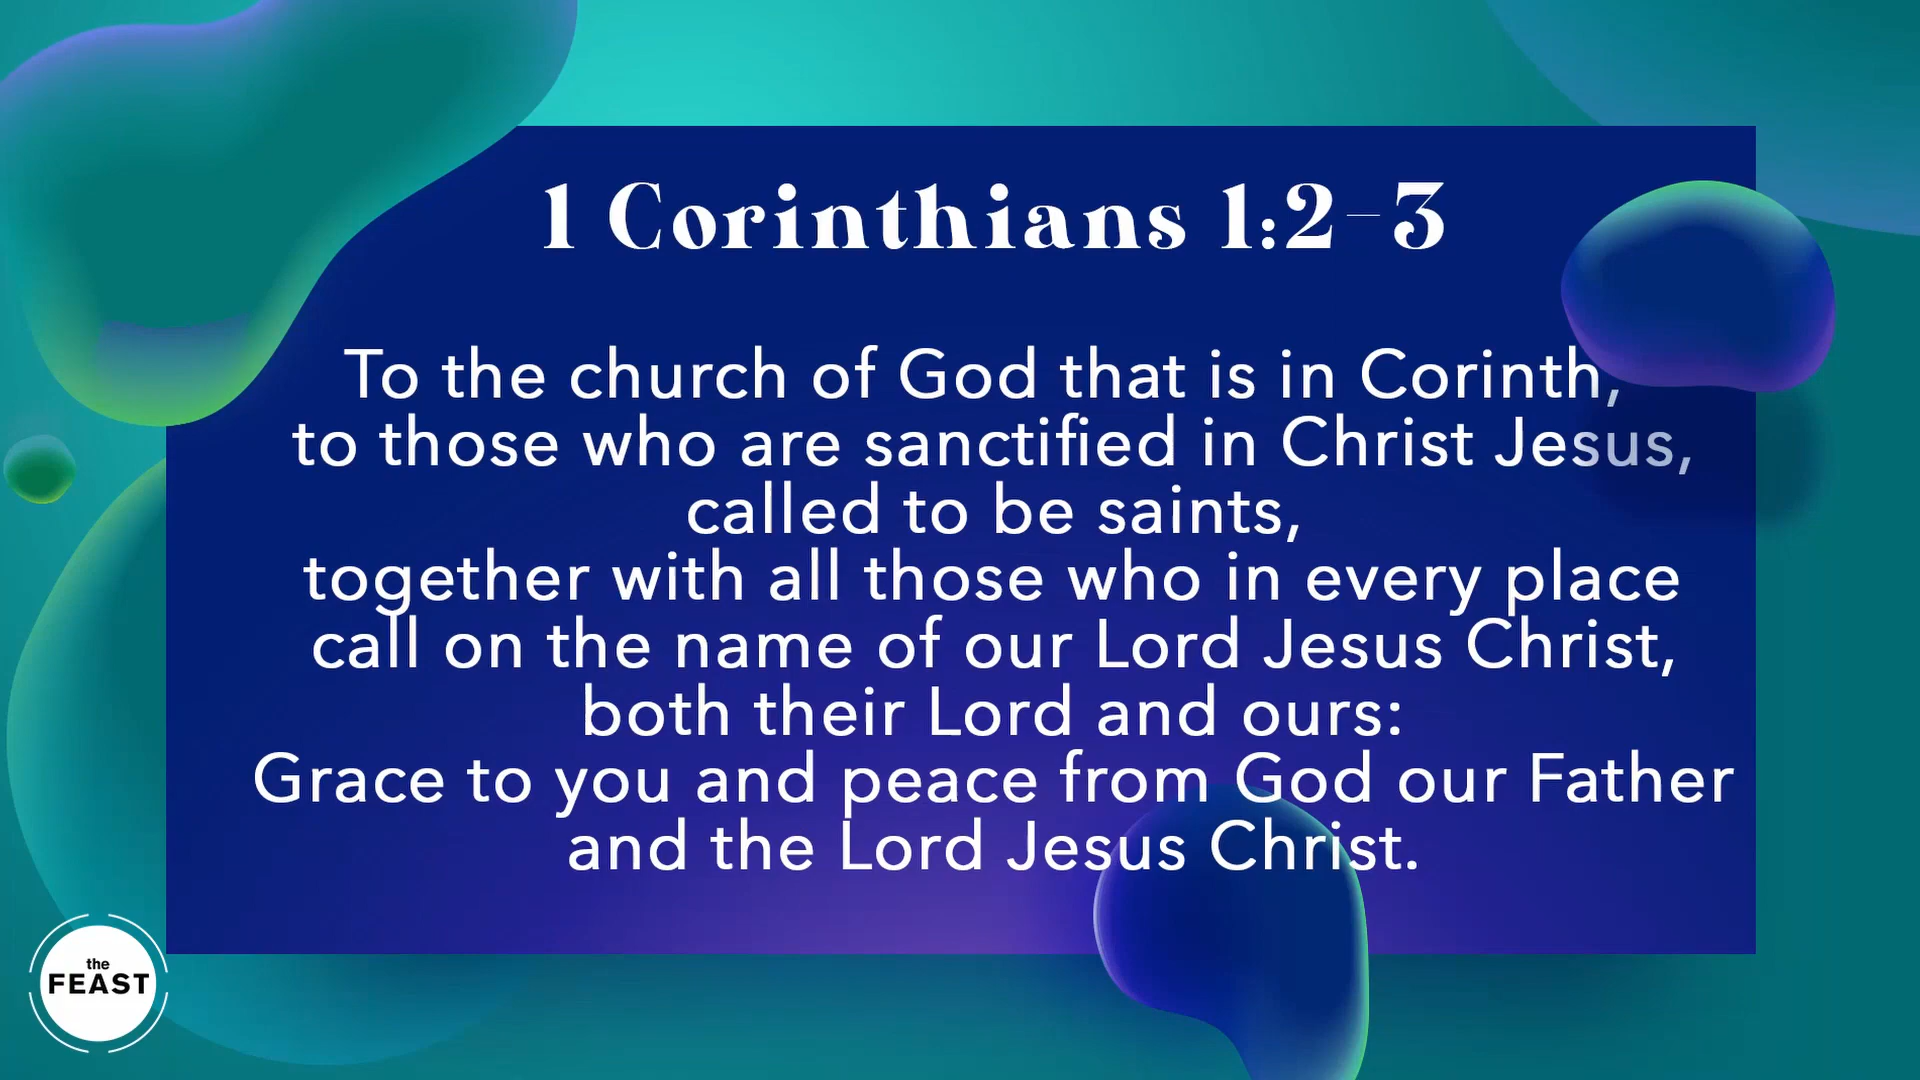 1 Corinthians 1:2–3
To the church of God that is in Corinth,
to those who are sanctified in Christ Jesus,
called to be saints,
together with all those who in every place
call on the name of our Lord Jesus Christ,
both their Lord and ours:
Grace to you and peace from God our Father
and the Lord Jesus Christ.
the
FEAST